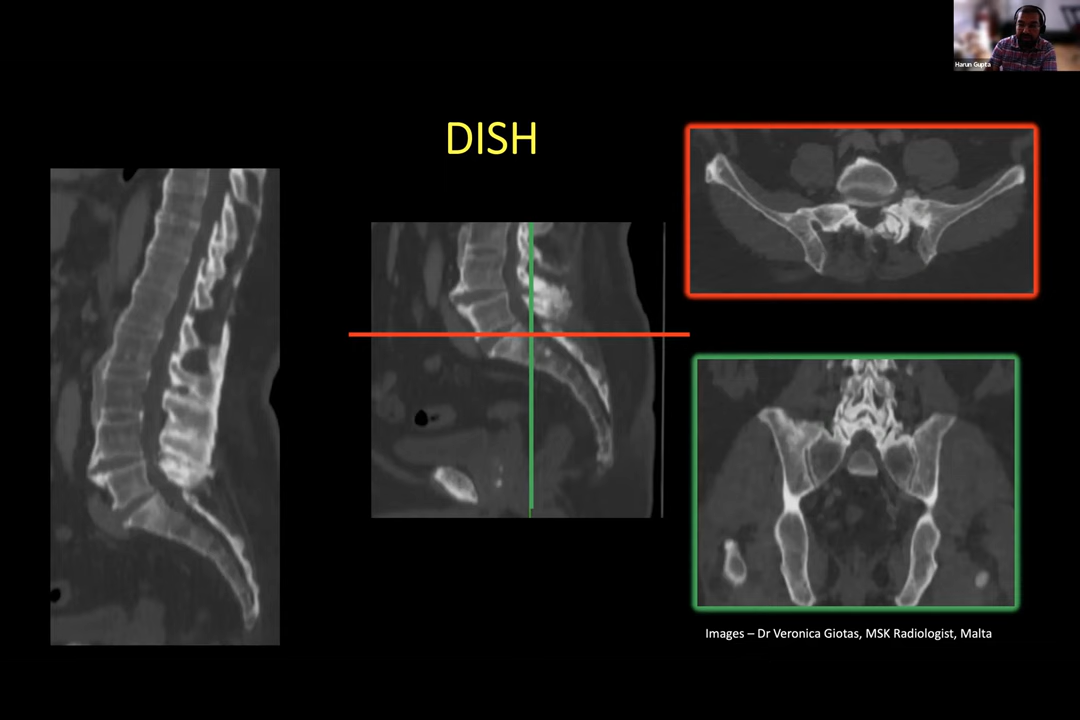 Harun Gupta
DISH
Images – Dr Veronica Giotas, MSK Radiologist, Malta